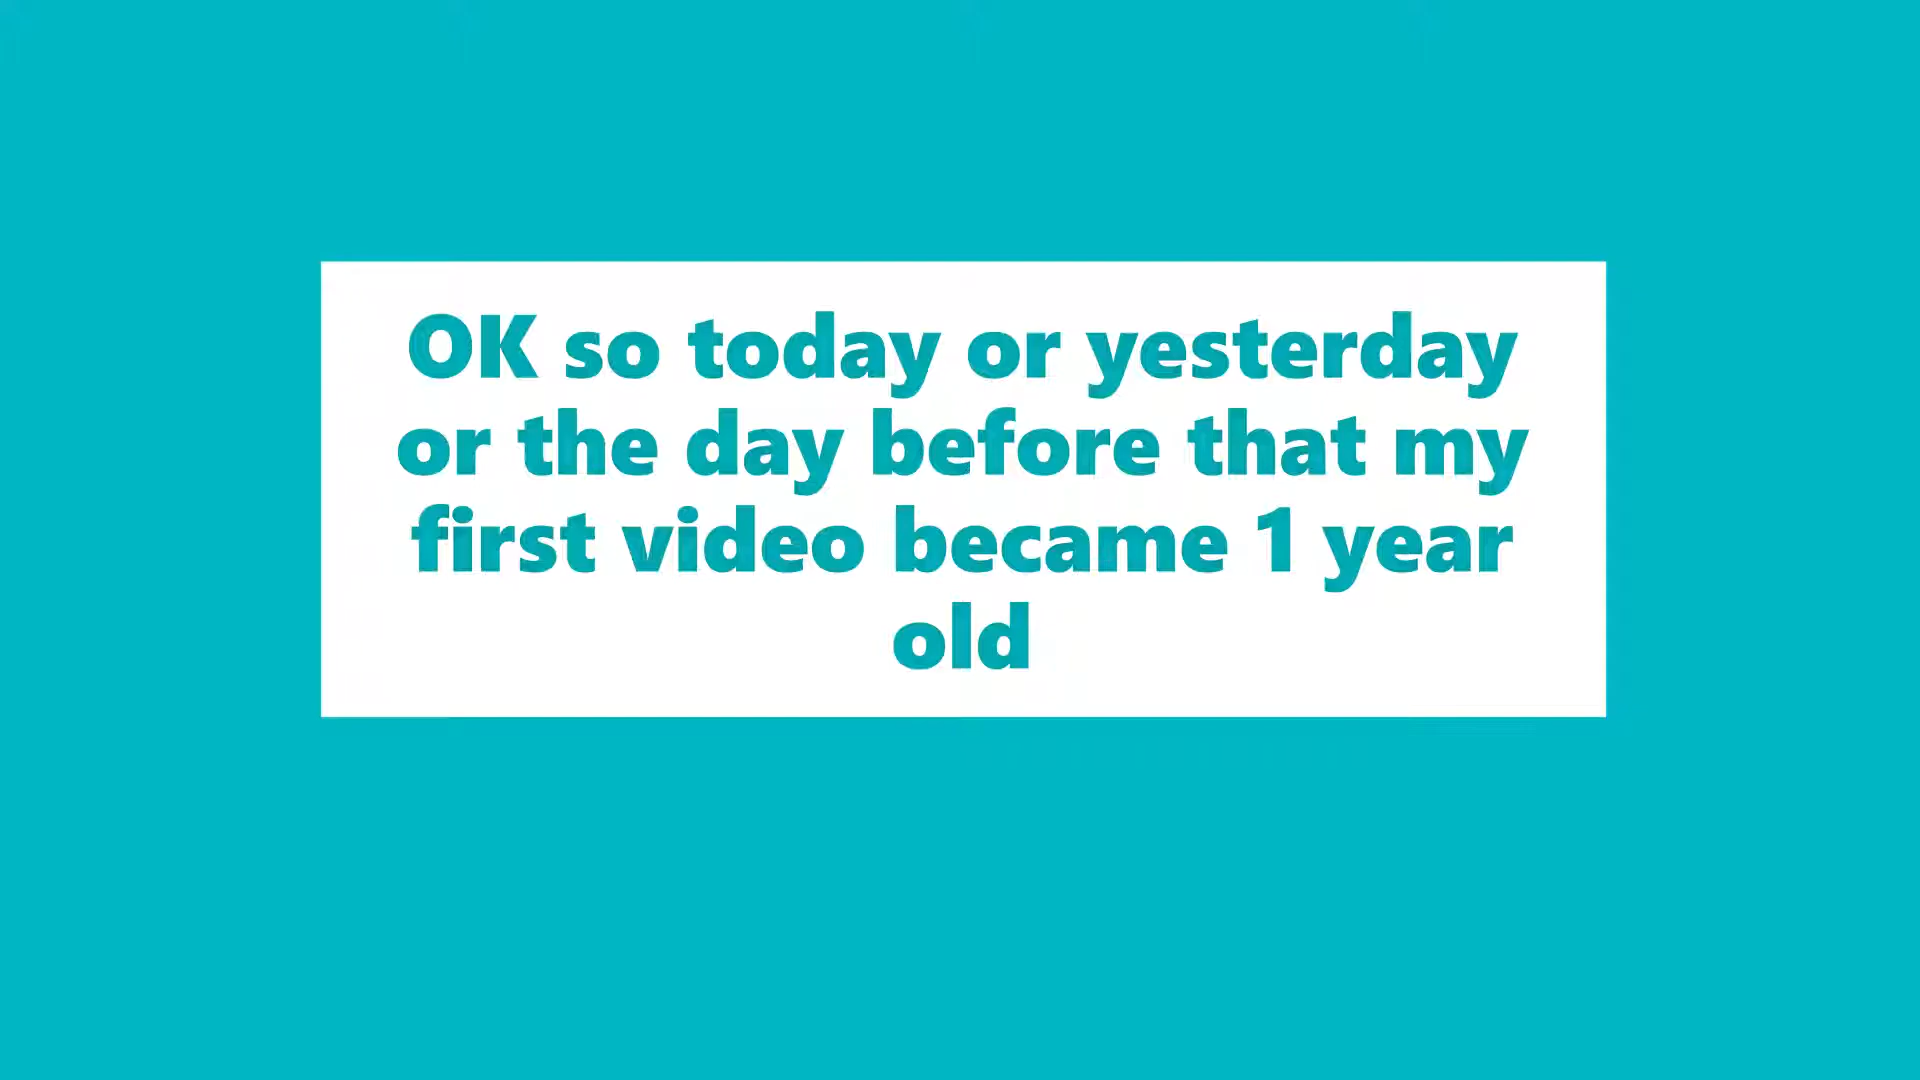 OK so today or yesterday
or the day before that my
first video became 1 year
old